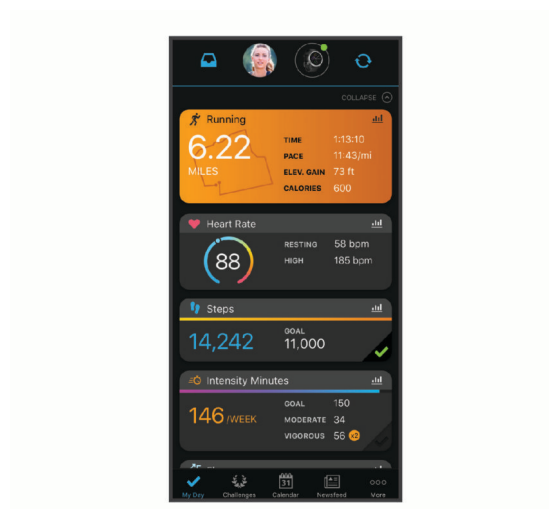 COLLAPSE
Running
6.22
MILES
TIME 1:13:10
PACE 11:43/mi
ELEV. GAIN 73 ft
CALORIES 600
Heart Rate
88
RESTING 58 bpm
HIGH 185 bpm
Steps
14,242
GOAL
11,000
Intensity Minutes
146 /WEEK
GOAL 150
MODERATE 34
VIGOROUS 56 x2
31
My Day Challenges Calendar Newsfeed More